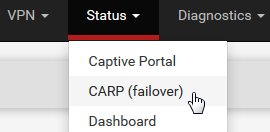 VPN Status Diagnostics
Captive Portal
CARP (failover)
Dashboard